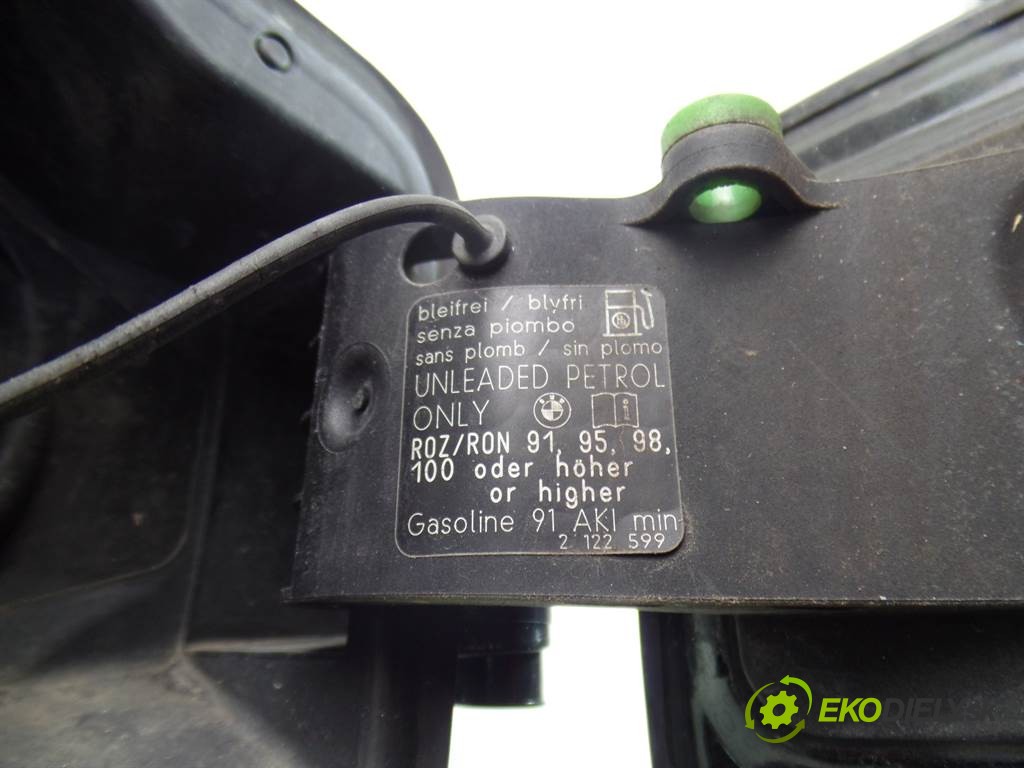 bleifrei / blyfri
senza piombo
sans plomb / sin plomo
UNLEADED PETROL
ONLY
ROZ/RON 91, 95, 98,
100 oder höher
or higher
Gasoline 91 AKI min
2 122 599
EKODIELY.SK